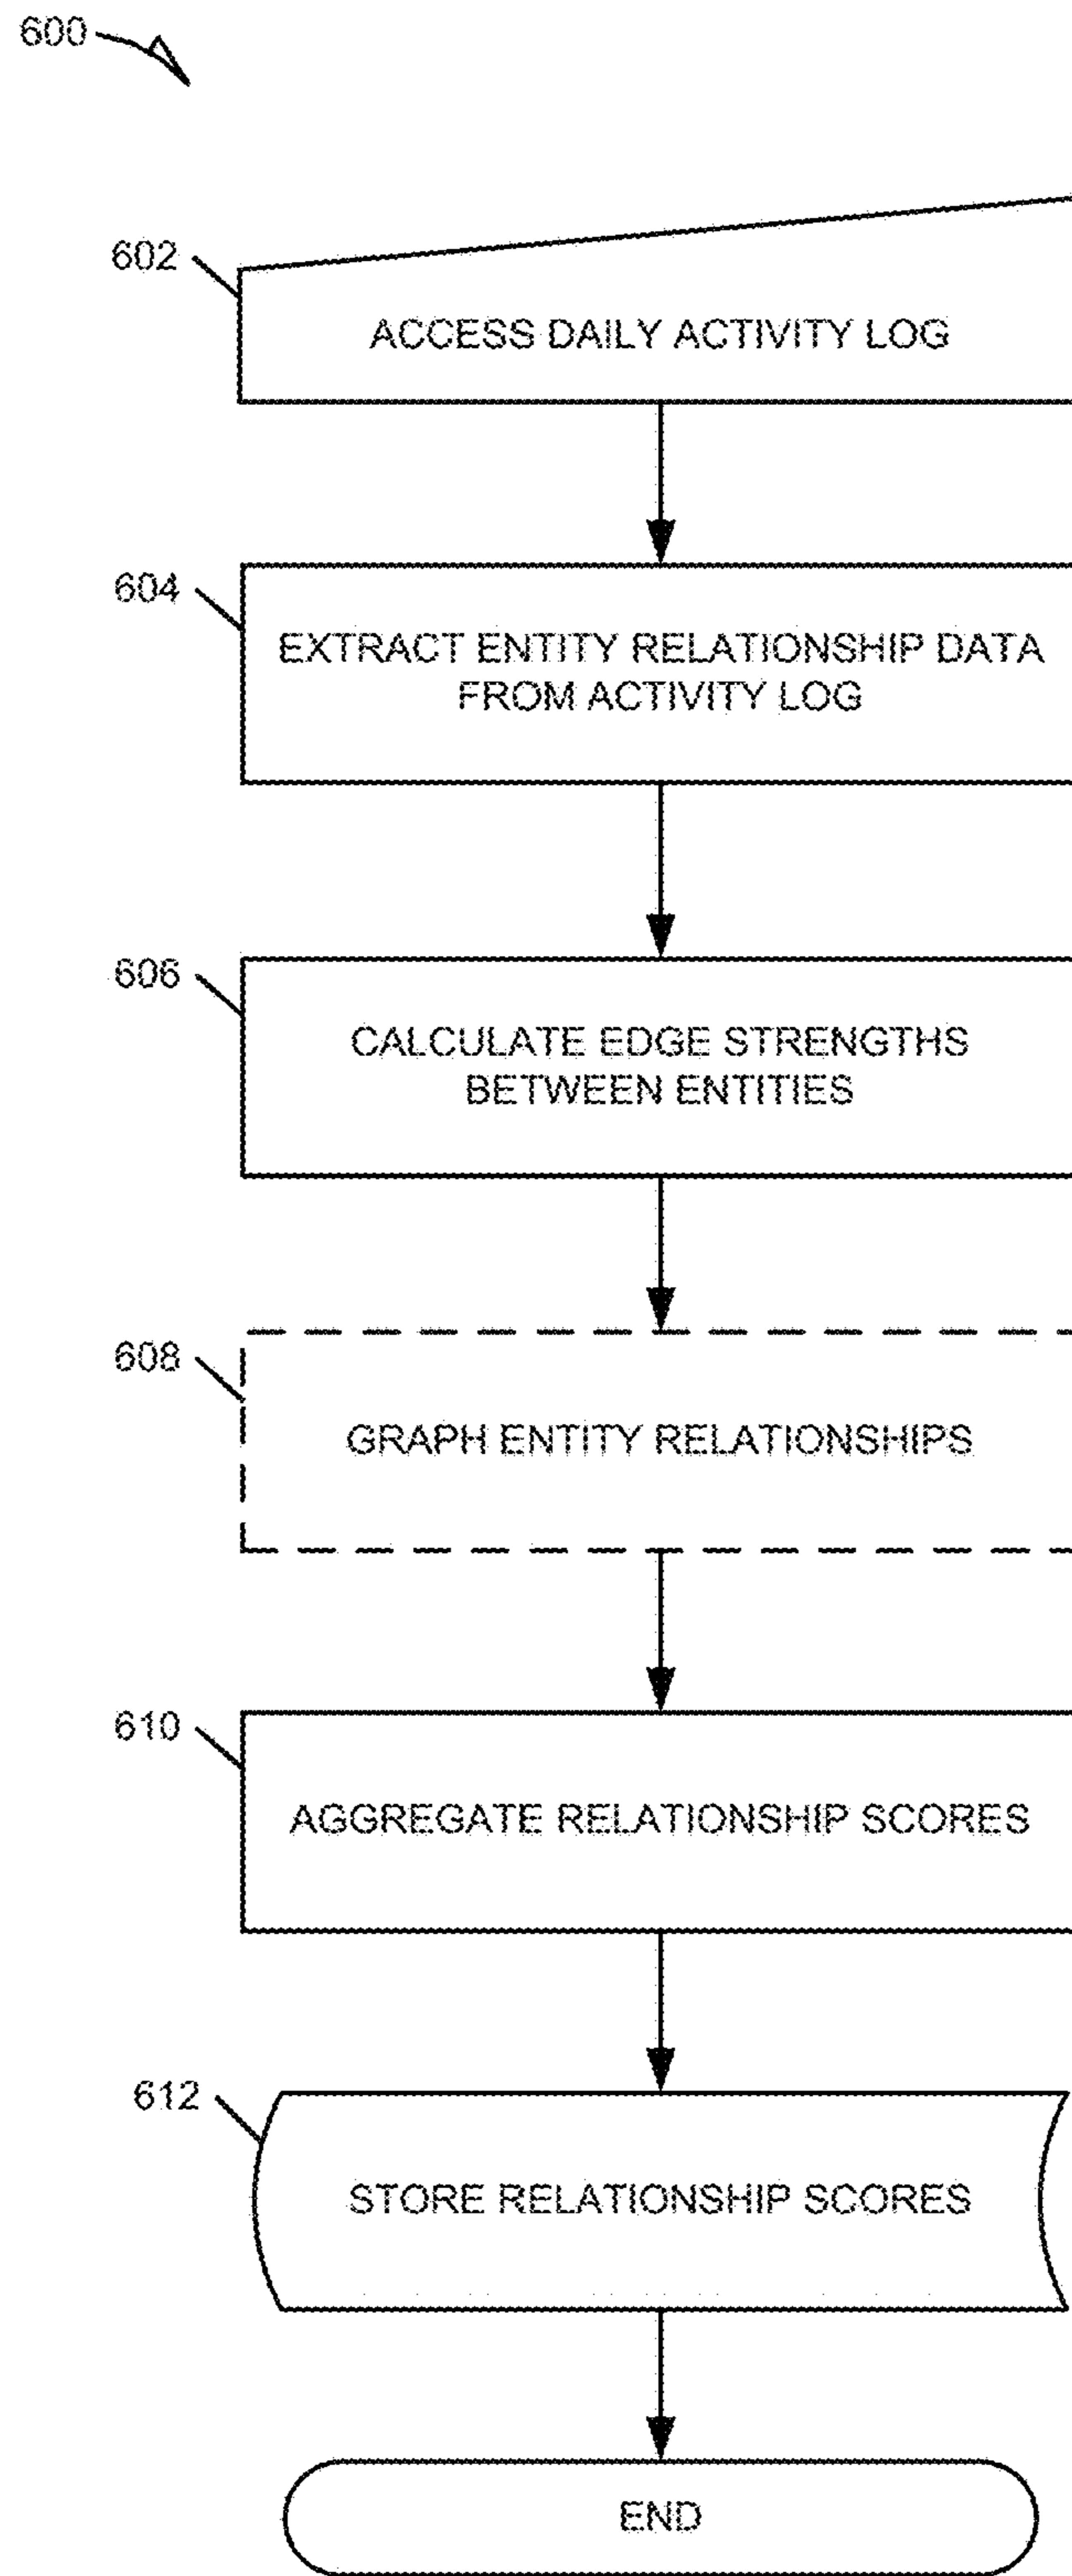 600
602
ACCESS DAILY ACTIVITY LOG
604
EXTRACT ENTITY RELATIONSHIP DATA
FROM ACTIVITY LOG
606
CALCULATE EDGE STRENGTHS
BETWEEN ENTITIES
608
GRAPH ENTITY RELATIONSHIPS
610
AGGREGATE RELATIONSHIP SCORES
612
STORE RELATIONSHIP SCORES
END